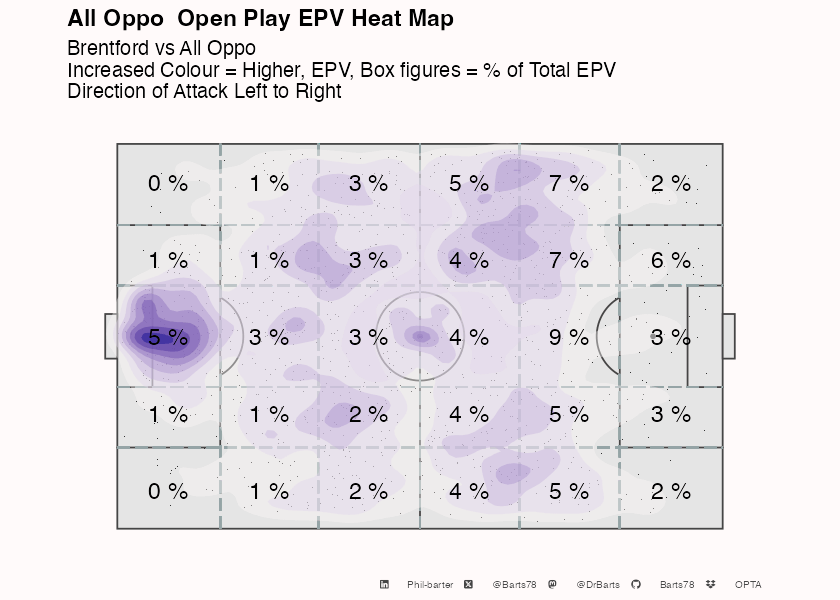 All Oppo  Open Play EPV Heat Map
Brentford vs All Oppo
Increased Colour = Higher, EPV, Box figures = % of Total EPV
Direction of Attack Left to Right
0 % 1 % 3 % 5 % 7 % 2 %
1 % 1 % 3 % 4 % 7 % 6 %
5 % 3 % 3 % 4 % 9 % 3 %
1 % 1 % 2 % 4 % 5 % 3 %
0 % 1 % 2 % 4 % 5 % 2 %
Phil-barter @Barts78 @DrBarts Barts78 OPTA